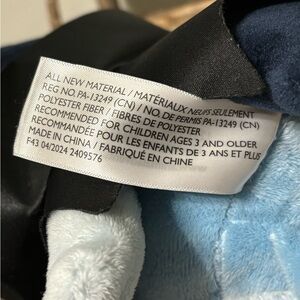 ALL NEW MATERIAL / MATÉRIAUX NEUFS SEULEMENT
REG NO. PA-13249 (CN) / NO. DE PERMIS PA-13249 (CN)
POLYESTER FIBER / FIBRES DE POLYESTER
RECOMMENDED FOR CHILDREN AGES 3 AND OLDER
RECOMMANDÉE POUR LES ENFANTS DE 3 ANS ET PLUS
MADE IN CHINA / FABRIQUÉ EN CHINE
F43 04/2024 2409576